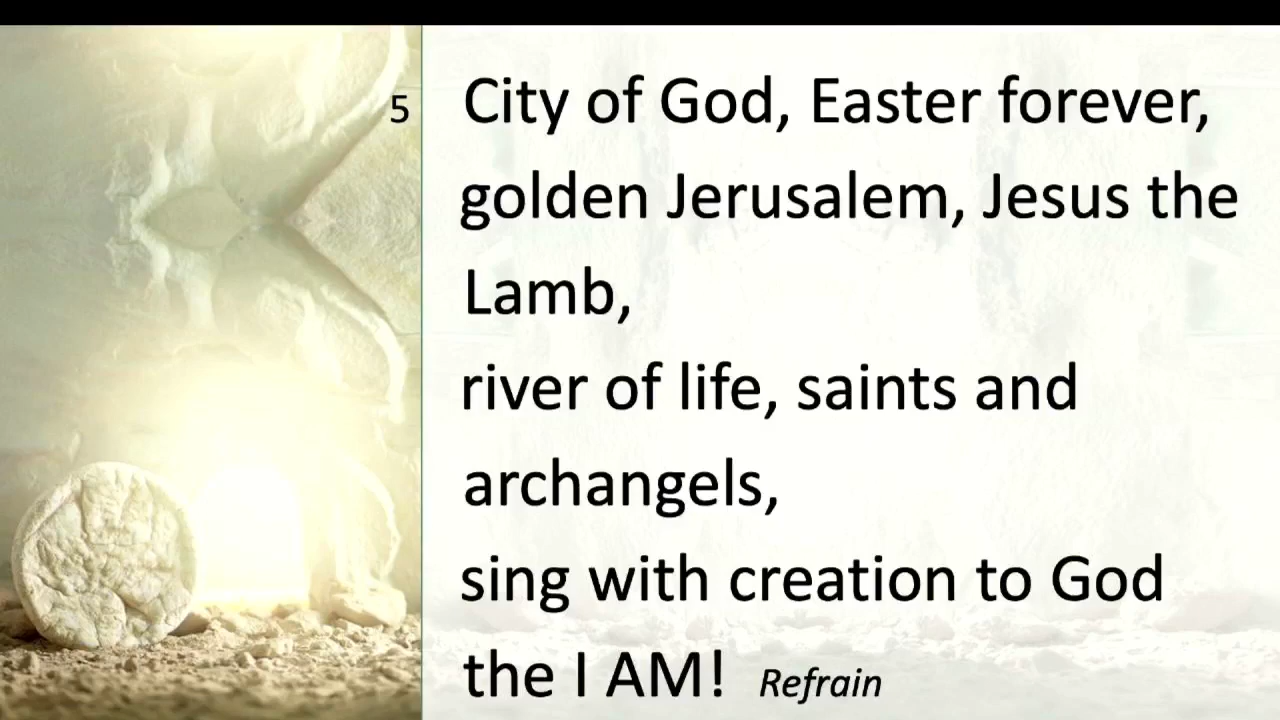 5 City of God, Easter forever,
golden Jerusalem, Jesus the
Lamb,
river of life, saints and
archangels,
sing with creation to God
the I AM! Refrain